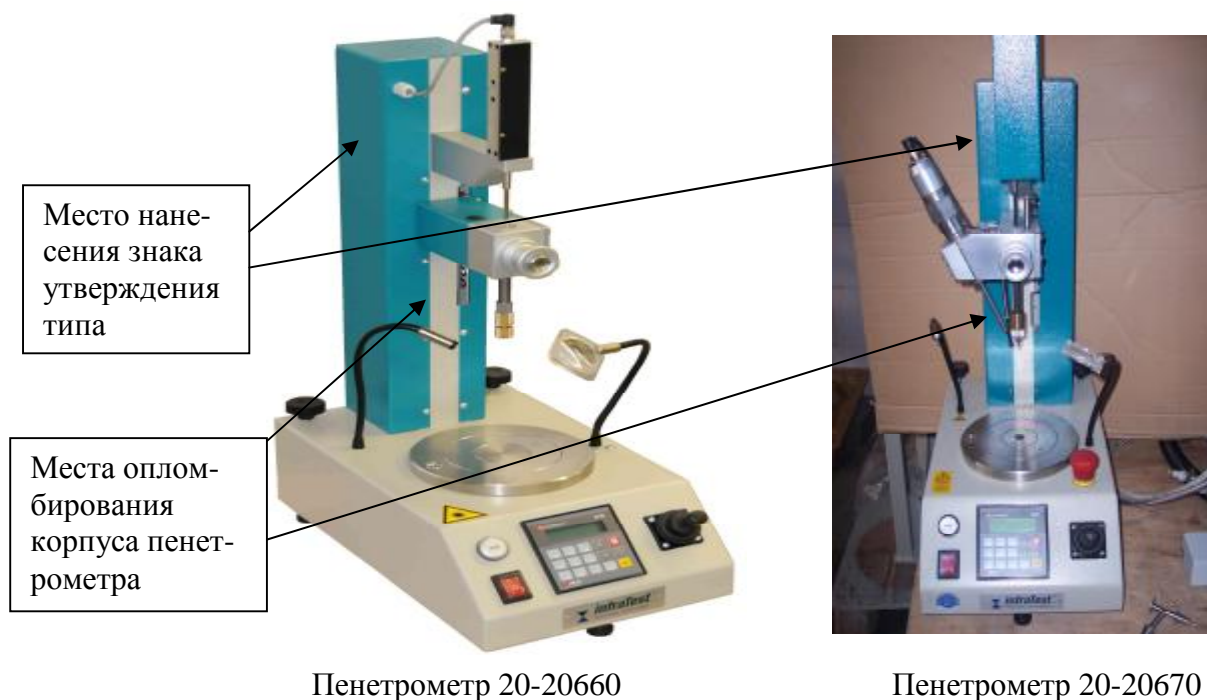 Место нане-
сения знака
утверждения
типа
Места оплом-
бирования
корпуса пенет-
рометра
infraTest
infraTest
Пенетрометр 20-20660
Пенетрометр 20-20670